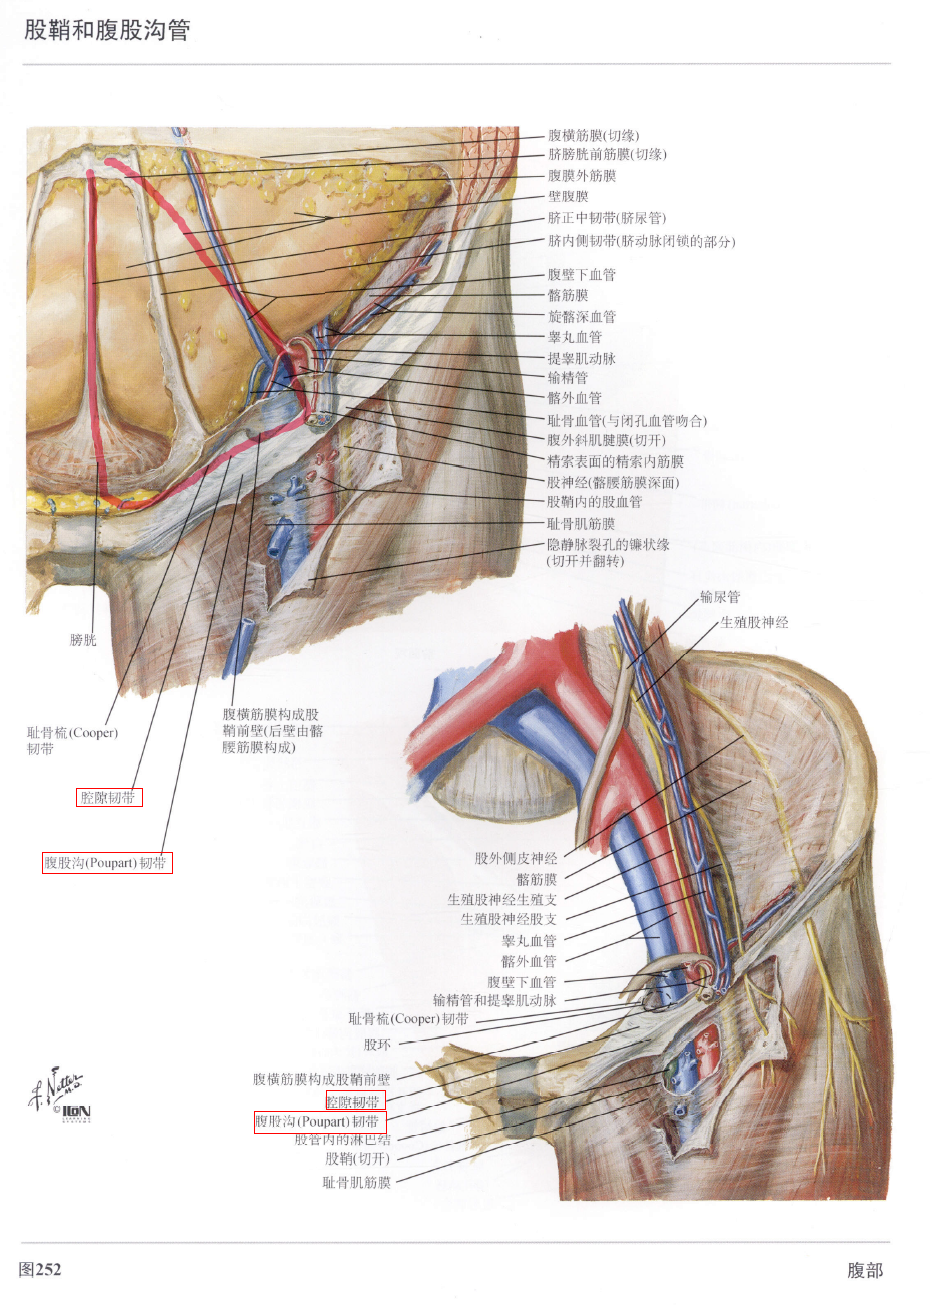 股鞘和腹股沟管
腹横筋膜(切缘)
脐膀胱前筋膜(切缘)
腹膜外筋膜
壁腹膜
脐正中韧带(脐尿管)
脐内侧韧带(脐动脉闭锁的部分)
腹壁下血管
髂筋膜
旋髂深血管
睾丸血管
提睾肌动脉
输精管
髂外血管
耻骨血管(与闭孔血管吻合)
腹外斜肌腱膜(切开)
精索表面的精索内筋膜
股神经(髂腰筋膜深面)
股鞘内的股血管
耻骨肌筋膜
隐静脉裂孔的镰状缘
(切开并翻转)
膀胱
耻骨梳(Cooper)
韧带
腹横筋膜构成股
鞘前壁(后壁由髂
腰筋膜构成)
腔隙韧带
腹股沟(Poupart)韧带
输尿管
生殖股神经
股外侧皮神经
髂筋膜
生殖股神经生殖支
生殖股神经股支
睾丸血管
髂外血管
腹壁下血管
输精管和提睾肌动脉
耻骨梳(Cooper)韧带
股环
腹横筋膜构成股鞘前壁
腔隙韧带
腹股沟(Poupart)韧带
股管内的淋巴结
股鞘(切开)
耻骨肌筋膜
F. Netter
M.D.
©
LEARNING
SYSTEMS
图252
腹部